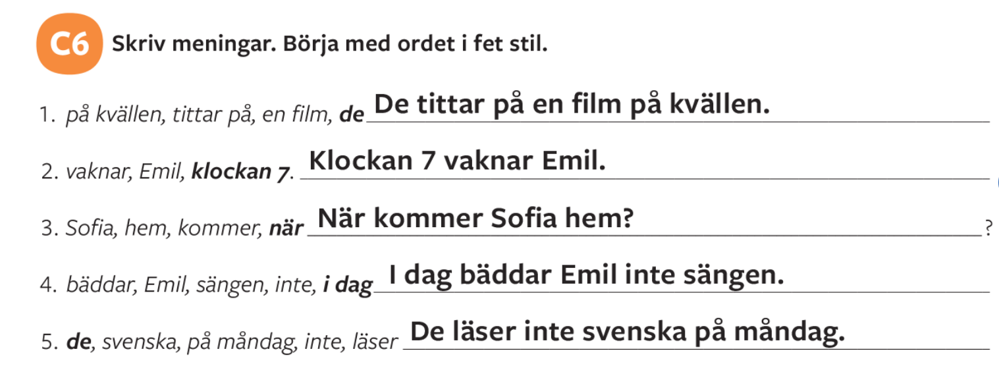 C6 Skriv meningar. Börja med ordet i fet stil.
1. på kvällen, tittar på, en film, de De tittar på en film på kvällen.
2. vaknar, Emil, klockan 7. Klockan 7 vaknar Emil.
3. Sofia, hem, kommer, när När kommer Sofia hem? ?
4. bäddar, Emil, sängen, inte, i dag I dag bäddar Emil inte sängen.
5. de, svenska, på måndag, inte, läser De läser inte svenska på måndag.